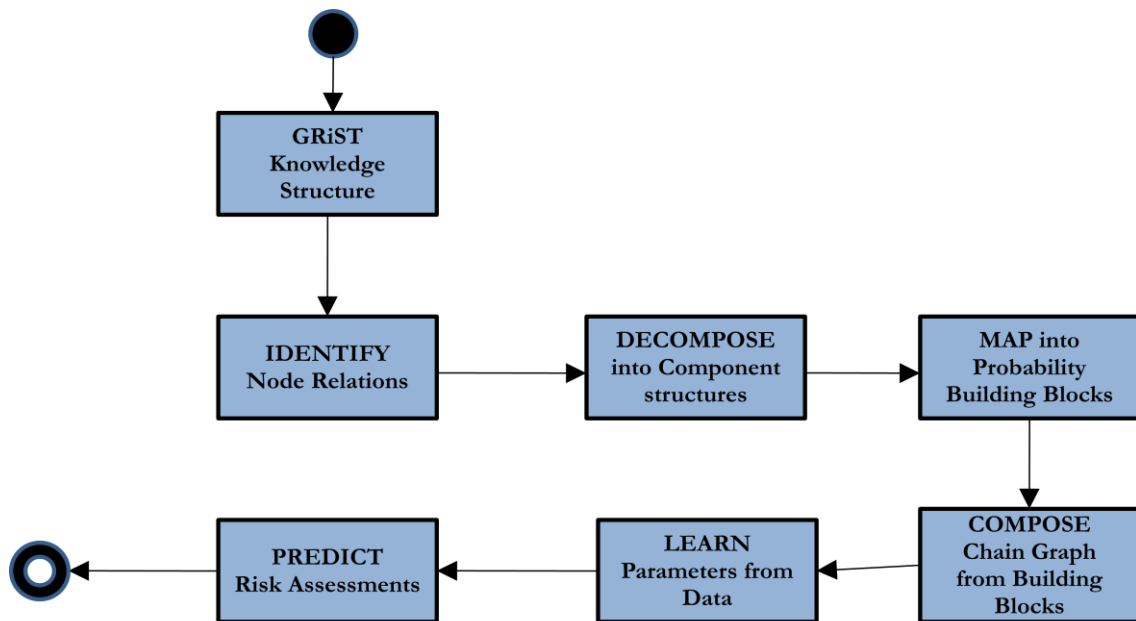 GRiST
Knowledge
Structure
IDENTIFY
Node Relations
DECOMPOSE
into Component
structures
MAP into
Probability
Building Blocks
COMPOSE
Chain Graph
from Building
Blocks
LEARN
Parameters from
Data
PREDICT
Risk Assessments